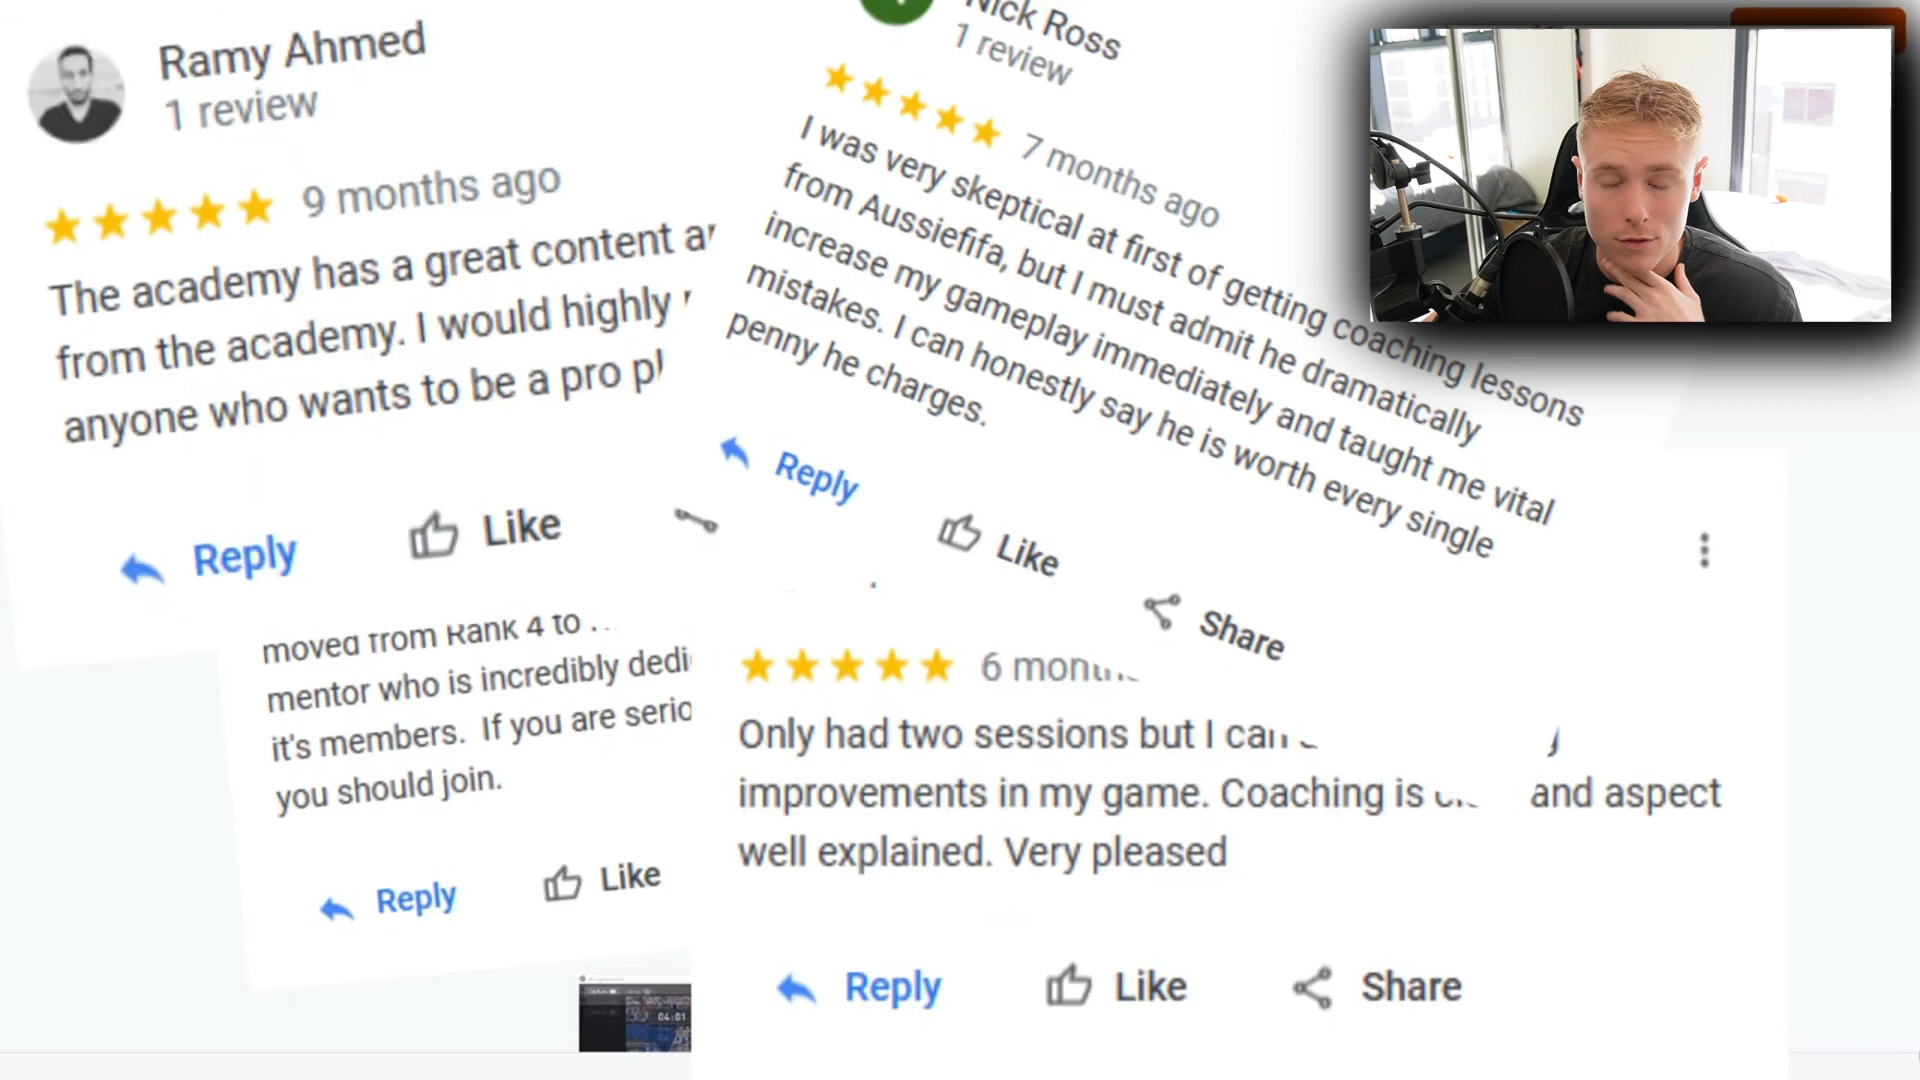 Ramy Ahmed
1 review
9 months ago
The academy has a great content
from the academy. I would highly
anyone who wants to be a pro
Reply
Like
Nick Ross
1 review
7 months ago
I was very skeptical at first of getting coaching lessons
from Aussiefifa, but I must admit he dramatically
increase my gameplay immediately and taught me vital
mistakes. I can honestly say he is worth every single
penny he charges.
Reply
Like
Share
moved from Rank 4 to
mentor who is incredibly
it's members. If you are
you should join.
Reply
Like
6
Only had two sessions but I can
improvements in my game. Coaching is and aspect
well explained. Very pleased
Reply
Like
Share
04:01